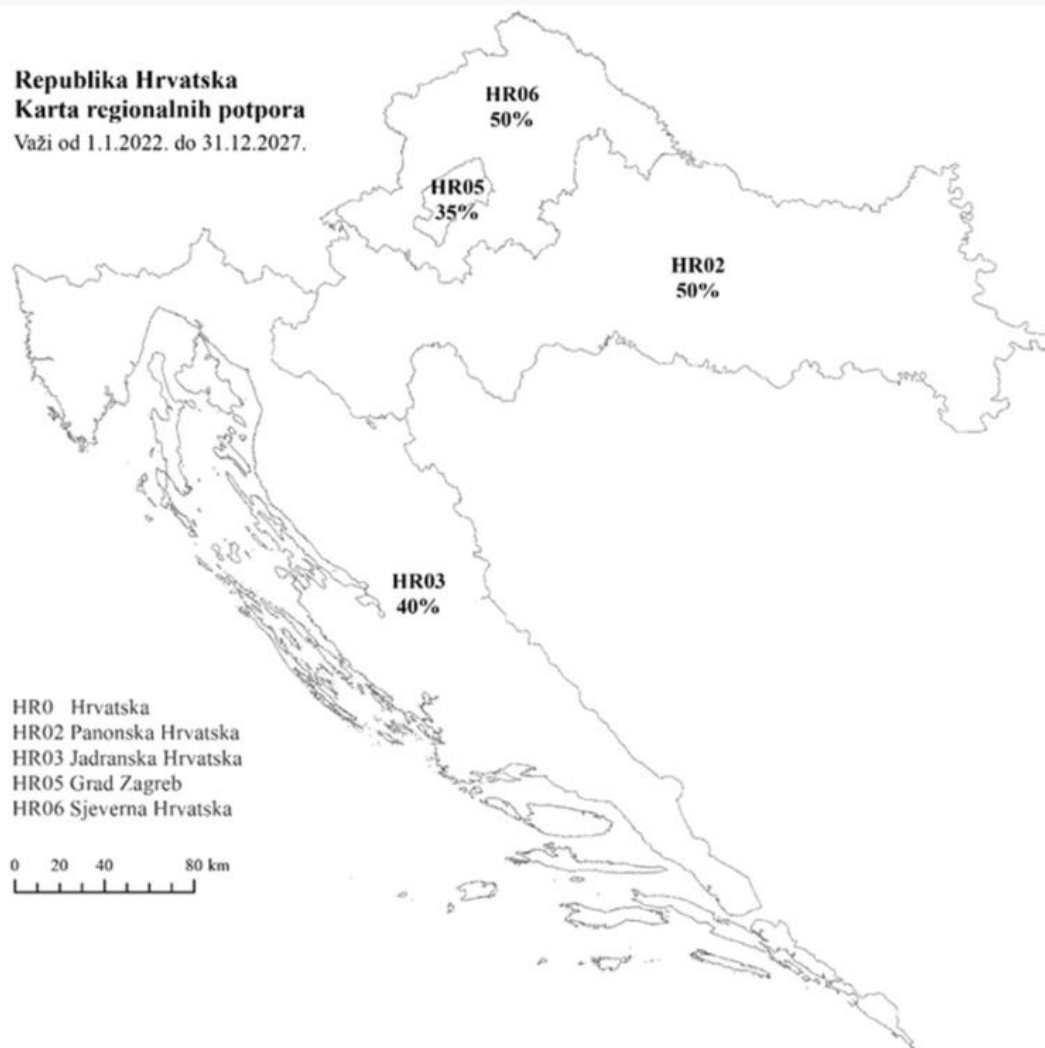 Republika Hrvatska
Karta regionalnih potpora
Važi od 1.1.2022. do 31.12.2027.
HR06
50%
HR05
35%
HR02
50%
HR03
40%
HR0 Hrvatska
HR02 Panonska Hrvatska
HR03 Jadranska Hrvatska
HR05 Grad Zagreb
HR06 Sjeverna Hrvatska
0 20 40 80 km